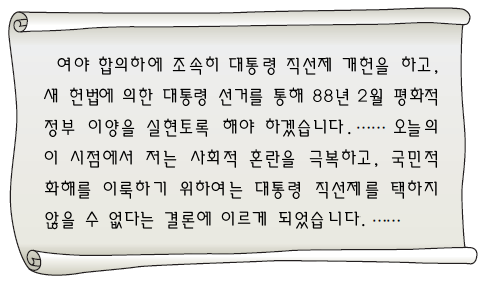 여야 합의하에 조속히 대통령 직선제 개헌을 하고,
새 헌법에 의한 대통령 선거를 통해 88년 2월 평화적
정부 이양을 실현토록 해야 하겠습니다. …… 오늘의
이 시점에서 저는 사회적 혼란을 극복하고, 국민적
화해를 이룩하기 위하여는 대통령 직선제를 택하지
않을 수 없다는 결론에 이르게 되었습니다. ……